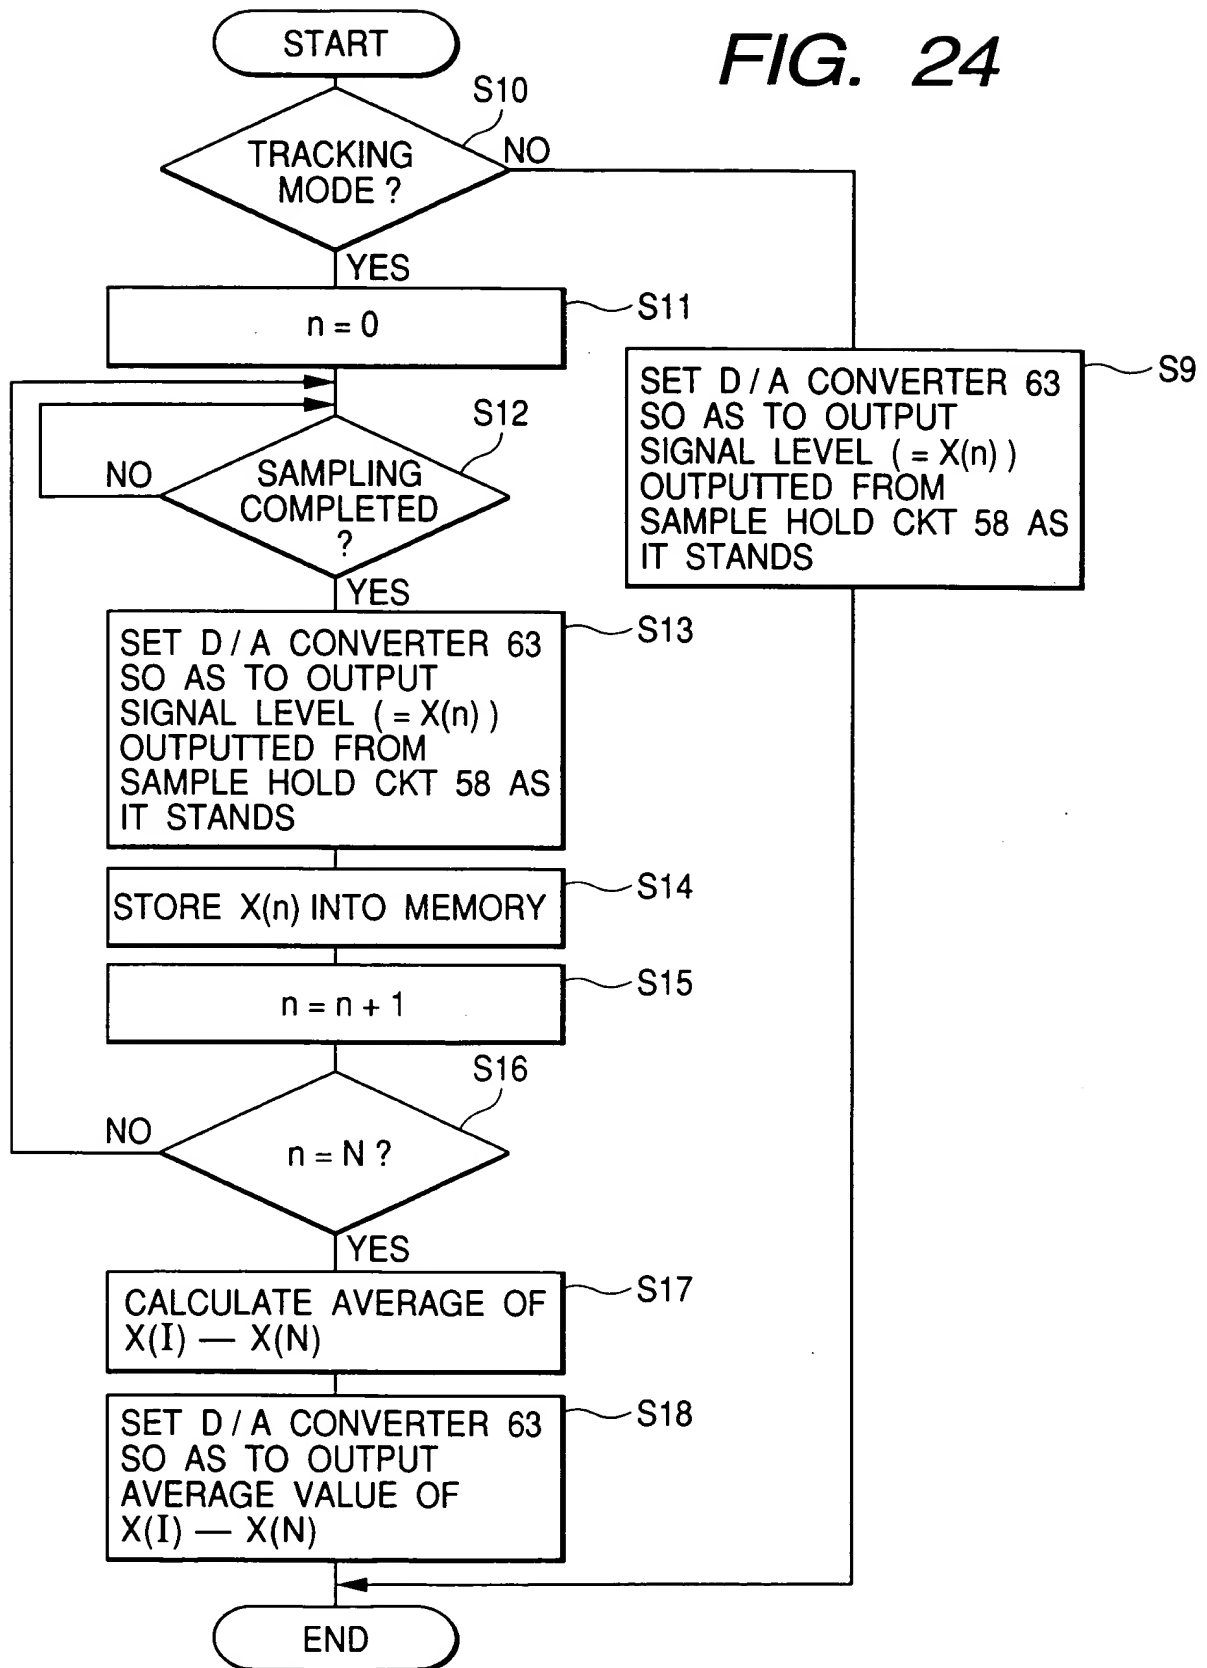 FIG. 24
START
S10
TRACKING
MODE ?
NO
YES
n = 0
S11
S12
NO
SAMPLING
COMPLETED
?
YES
SET D / A CONVERTER 63
SO AS TO OUTPUT
SIGNAL LEVEL ( = X(n) )
OUTPUTTED FROM
SAMPLE HOLD CKT 58 AS
IT STANDS
S9
SET D / A CONVERTER 63
SO AS TO OUTPUT
SIGNAL LEVEL ( = X(n) )
OUTPUTTED FROM
SAMPLE HOLD CKT 58 AS
IT STANDS
S13
STORE X(n) INTO MEMORY
S14
n = n + 1
S15
S16
NO
n = N ?
YES
CALCULATE AVERAGE OF
X(I) — X(N)
S17
SET D / A CONVERTER 63
SO AS TO OUTPUT
AVERAGE VALUE OF
X(I) — X(N)
S18
END